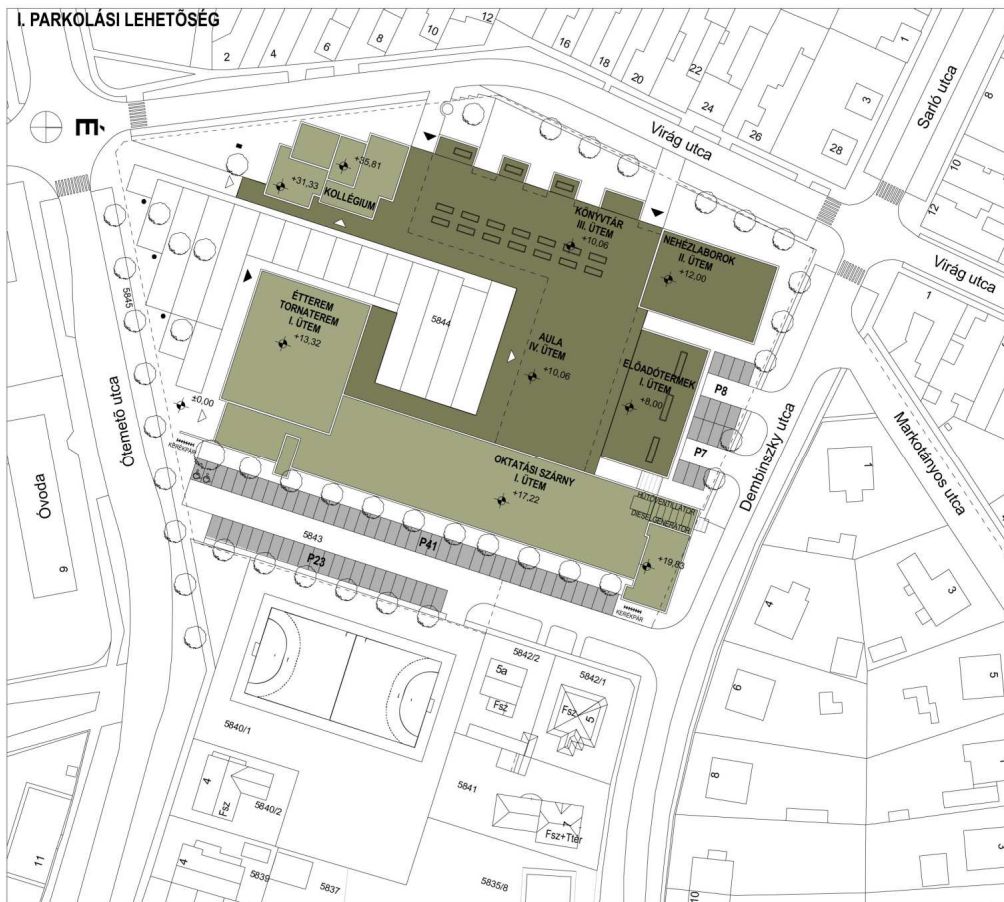 I. PARKOLÁSI LEHETŐSÉG
2
4
6
8
10
12
16
18
20
22
24
26
28
3
1
8
10
12
Sarló utca
Virág utca
Virág utca
É
+35,81
+31,33
KOLLÉGIUM
KÖNYVTÁR
III. ÜTEM
+10,06
NEHÉZLABOROK
II. ÜTEM
+12,00
ÉTTEREM
TORNATEREM
I. ÜTEM
+13,32
5844
AULA
IV. ÜTEM
+10,06
ELŐADÓTERMEK
I. ÜTEM
+8,00
P8
P7
5845
Ótemető utca
±0,00
KERÉKPÁR
OKTATÁSI SZÁRNY
I. ÜTEM
+17,22
HŰTŐVENTILLÁTOR
DIESELGENERÁTOR
+19,83
KERÉKPÁR
Dembinszky utca
Markotányos utca
Óvoda
9
5843
P41
P23
1
1
3
4
5
6
8
10
3
5842/2
5a
Fsz
5842/1
Fsz
5
5840/1
4
Fsz
5840/2
5841
7
Fsz+Ttér
4
5839
5837
5835/8
11